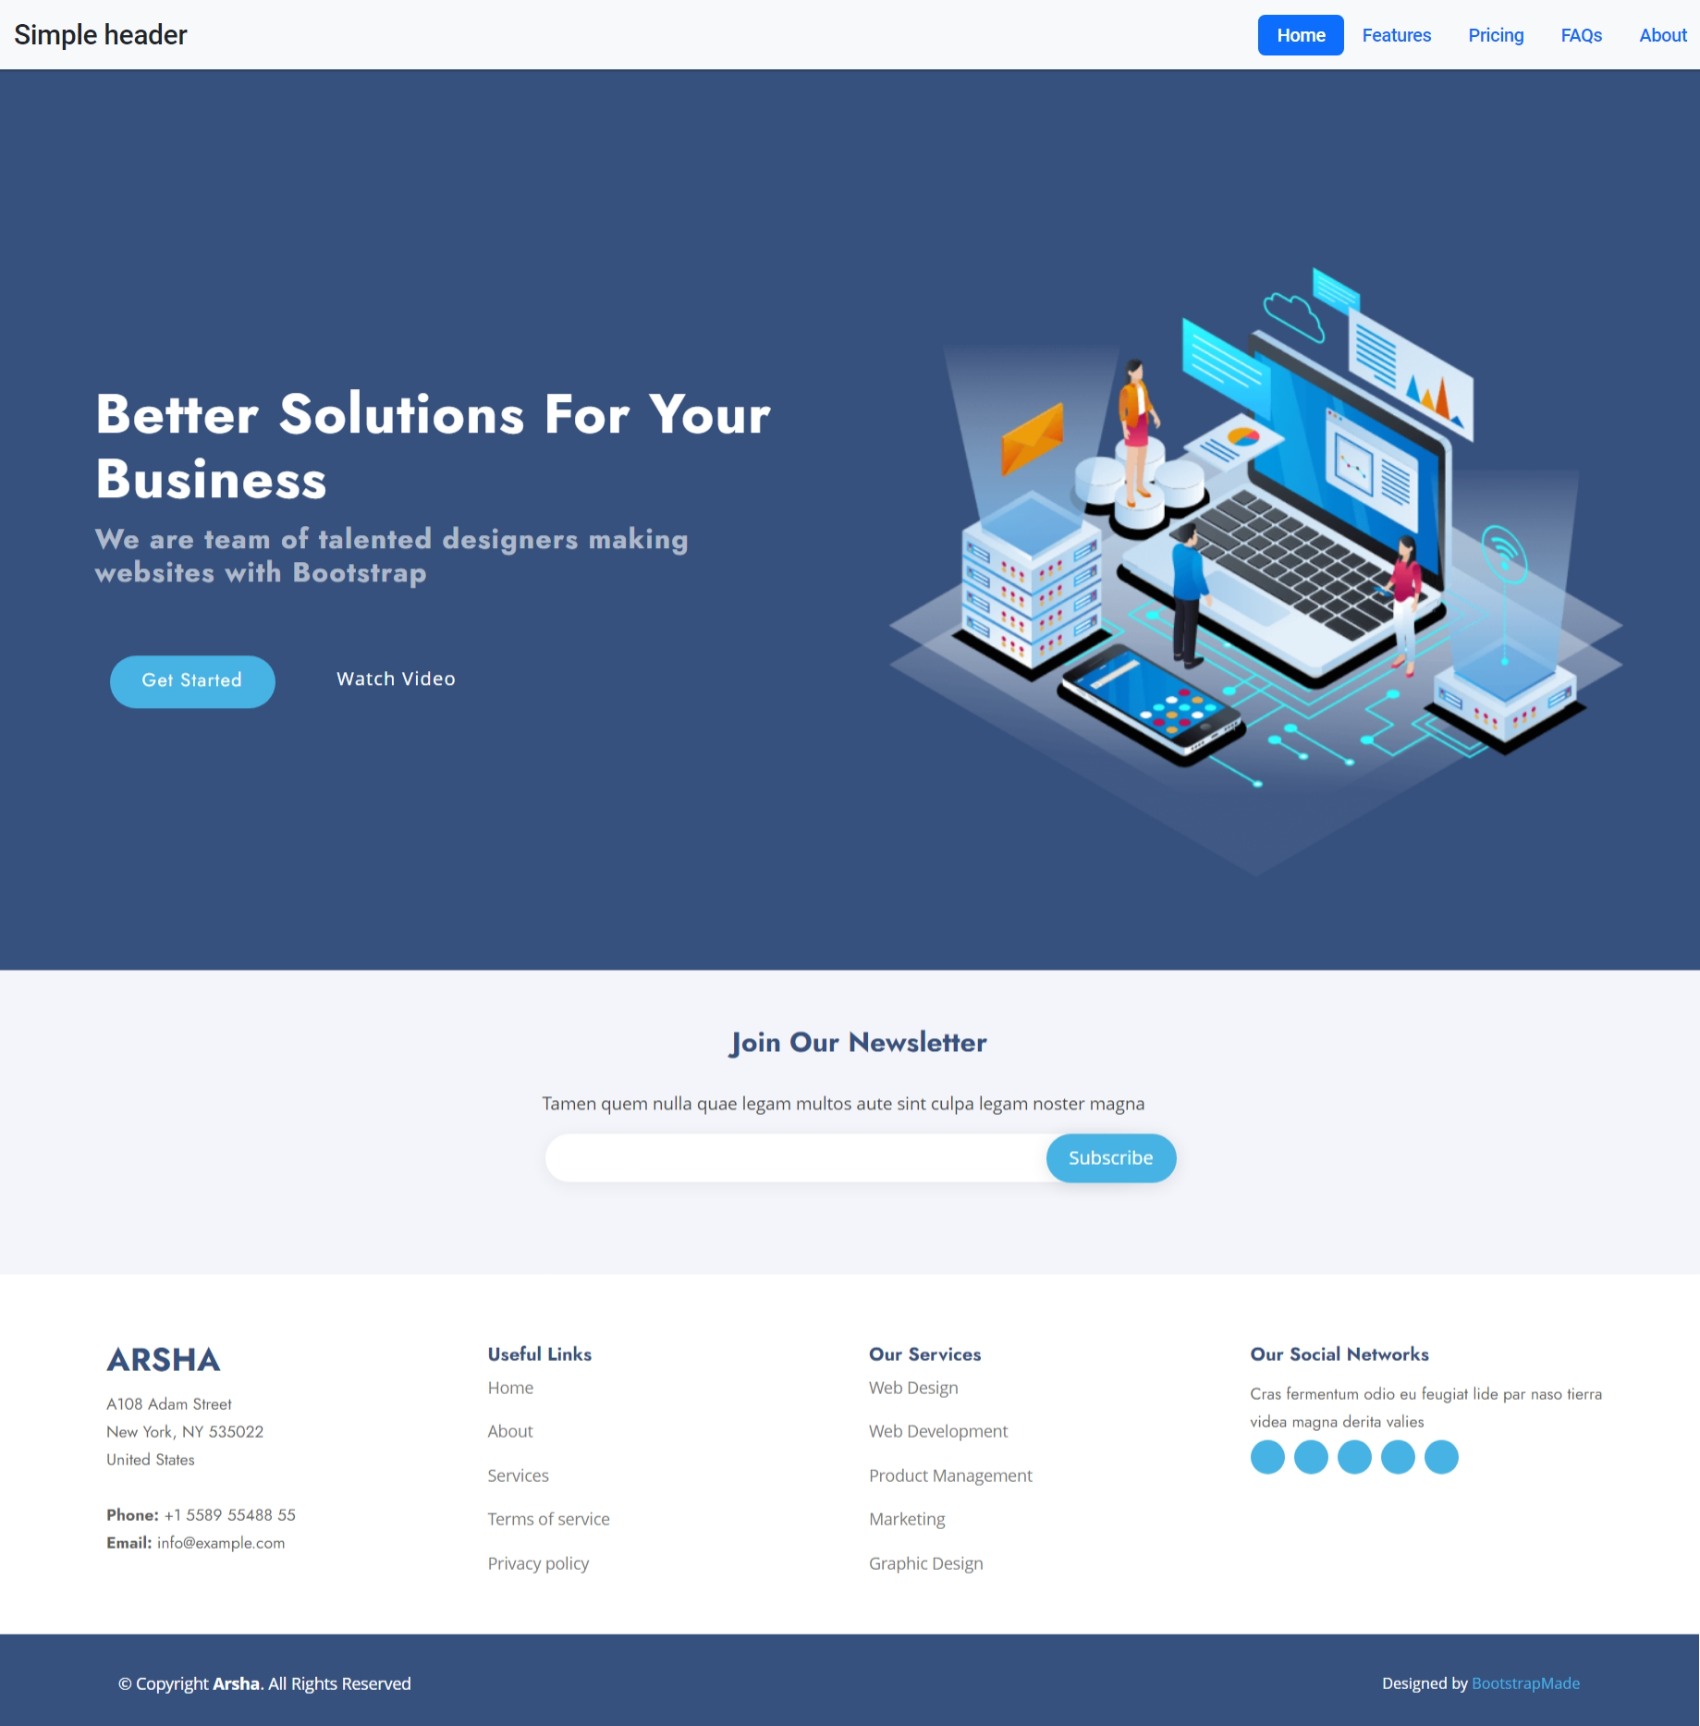 Simple header
Home
Features
Pricing
FAQs
About
Better Solutions For Your
Business
We are team of talented designers making
websites with Bootstrap
Get Started
Watch Video
Join Our Newsletter
Tamen quem nulla quae legam multos aute sint culpa legam noster magna
Subscribe
ARSHA
A108 Adam Street
New York, NY 535022
United States
Phone: +1 5589 55488 55
Email: info@example.com
Useful Links
Home
About
Services
Terms of service
Privacy policy
Our Services
Web Design
Web Development
Product Management
Marketing
Graphic Design
Our Social Networks
Cras fermentum odio eu feugiat lide par naso tierra
videa magna derita valies
© Copyright Arsha. All Rights Reserved
Designed by BootstrapMade